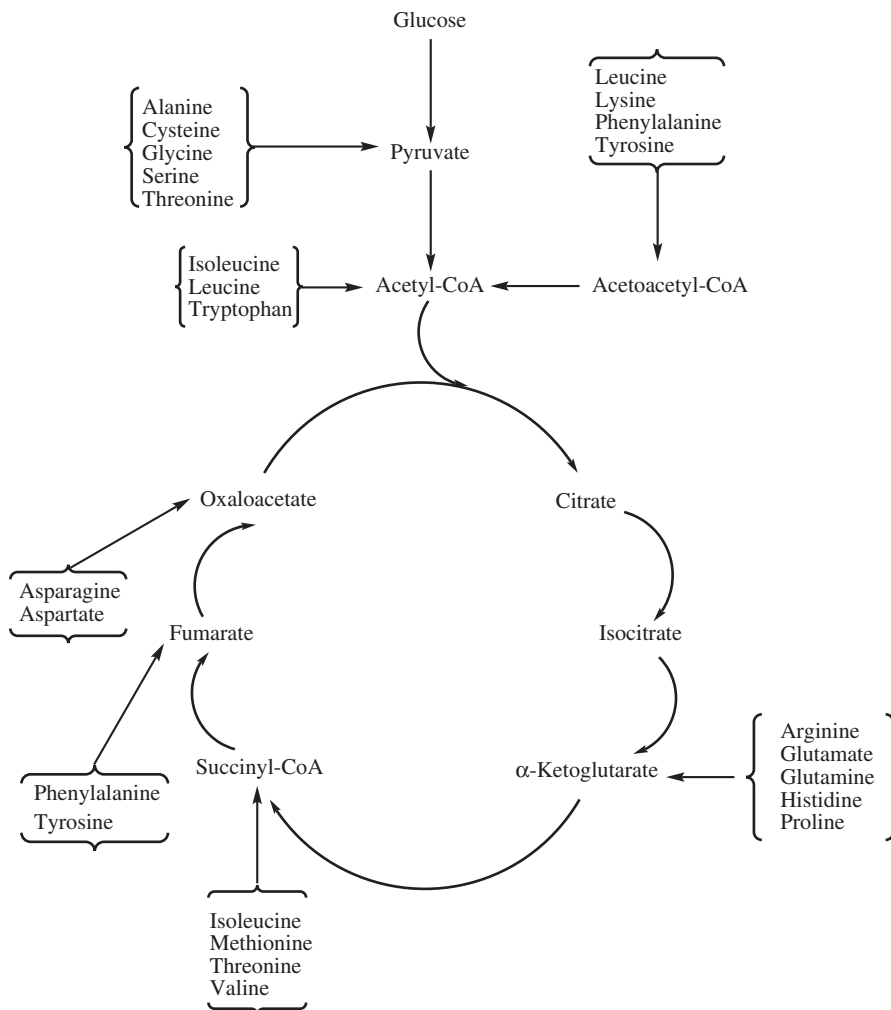 Glucose
Alanine
Cysteine
Glycine
Serine
Threonine
Pyruvate
Leucine
Lysine
Phenylalanine
Tyrosine
Isoleucine
Leucine
Tryptophan
Acetyl-CoA
Acetoacetyl-CoA
Oxaloacetate
Citrate
Asparagine
Aspartate
Fumarate
Isocitrate
Phenylalanine
Tyrosine
Succinyl-CoA
α-Ketoglutarate
Arginine
Glutamate
Glutamine
Histidine
Proline
Isoleucine
Methionine
Threonine
Valine